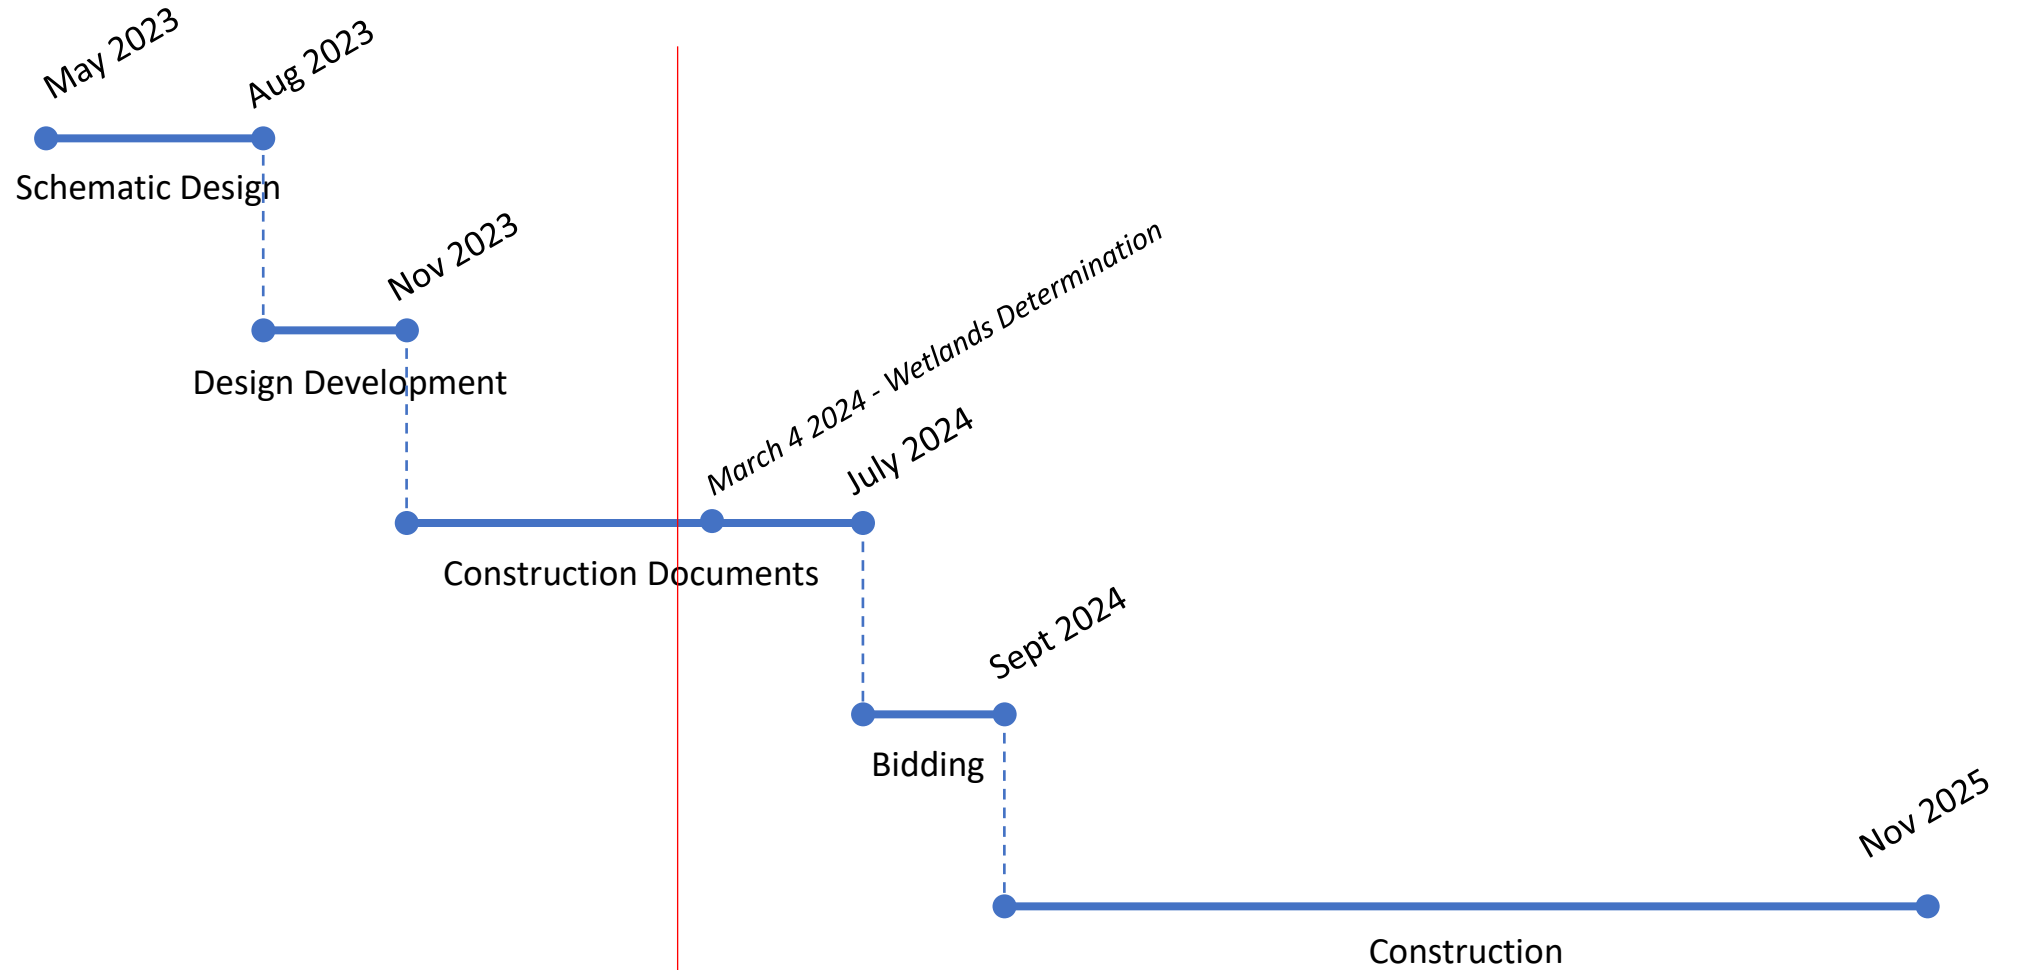 May 2023
Aug 2023
Schematic Design
Nov 2023
Design Development
March 4 2024 - Wetlands Determination
July 2024
Construction Documents
Sept 2024
Bidding
Nov 2025
Construction